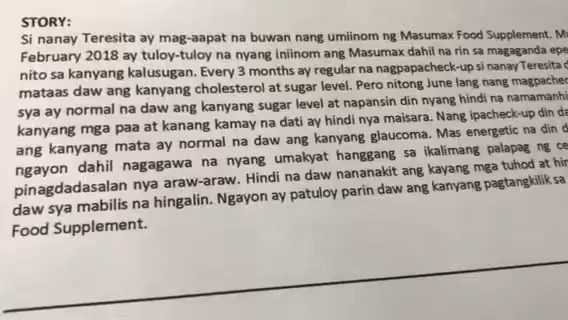 STORY:
Si nanay Teresita ay mag-aapat na buwan nang umiinom ng Masumax Food Supplement.
February 2018 ay tuloy-tuloy na nyang iniinom ang Masumax dahil na rin sa magaganda
nito sa kanyang kalusugan. Every 3 months ay regular na nagpapacheck-up si nanay Teresita
mataas daw ang kanyang cholesterol at sugar level. Pero nitong June lang nang
sya ay normal na daw ang kanyang sugar level at napansin din nyang hindi na
kanyang mga paa at kanang kamay na dati ay hindi nya maisara. Nang ipacheck-up din
ang kanyang mata ay normal na daw ang kanyang glaucoma. Mas energetic na din
ngayon dahil nagagawa na nyang umakyat hanggang sa ikalimang palapag ng
pinagdadasalan nya araw-araw. Hindi na daw nananakit ang kayang mga tuhod at
daw sya mabilis na hingalin. Ngayon ay patuloy parin daw ang kanyang pagtangkilik sa
Food Supplement.